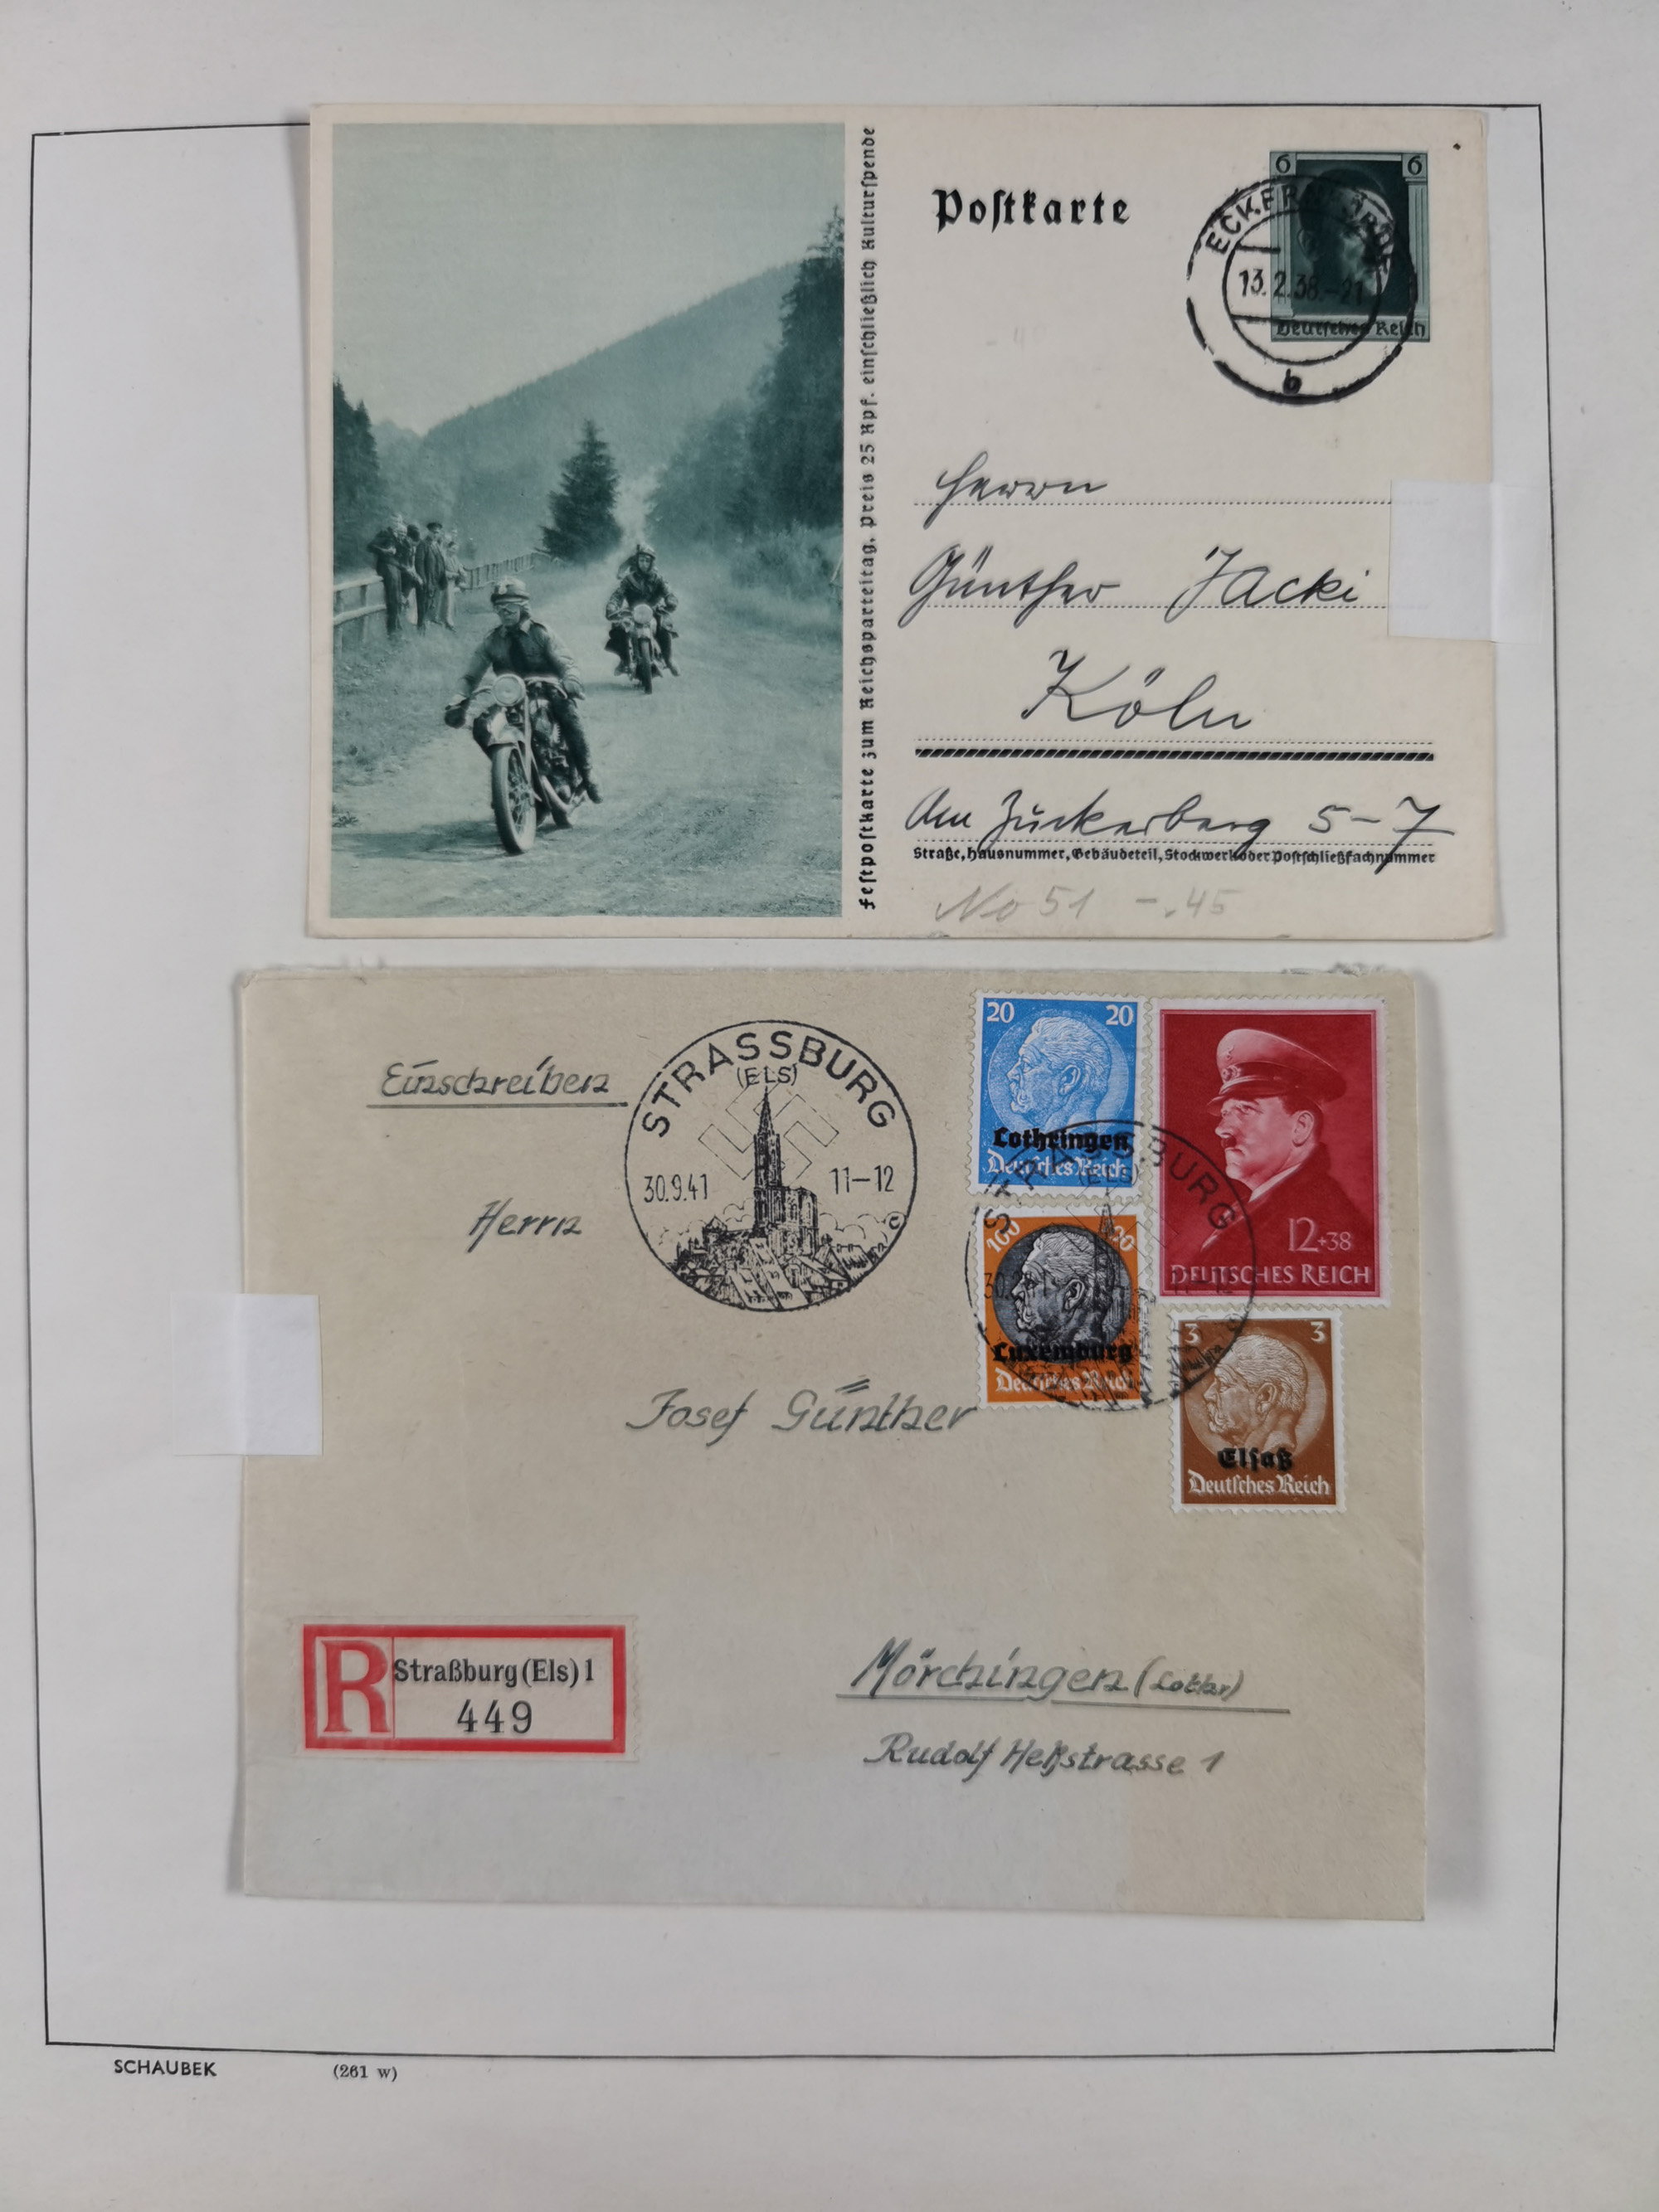 Postkarte
6 6
Deutsches Reich
13.2.38.-21
b
Festpostkarte zum Reichsparteitag. Preis 25 Rpf. einschließlich Kulturspende
Herrn
Günther Jacki
Köln
Am Zuckerberg 5-7
Straße, Hausnummer, Gebäudeteil, Stockwerk oder Postschließfachnummer
No 51 -.45
Einschreiben
STRASSBURG
(ELS)
30.9.41 11-12
20 20
Lothringen
Deutsches Reich
12+38
DEUTSCHES REICH
100
Luxemburg
Deutsches Reich
STRASSBURG
(ELS)
3 3
Elsaß
Deutsches Reich
Herrn
Josef Günther
R Straßburg (Els) 1
449
Mörchingen (Lothr)
Rudolf Heßstrasse 1
SCHAUBEK (261 w)